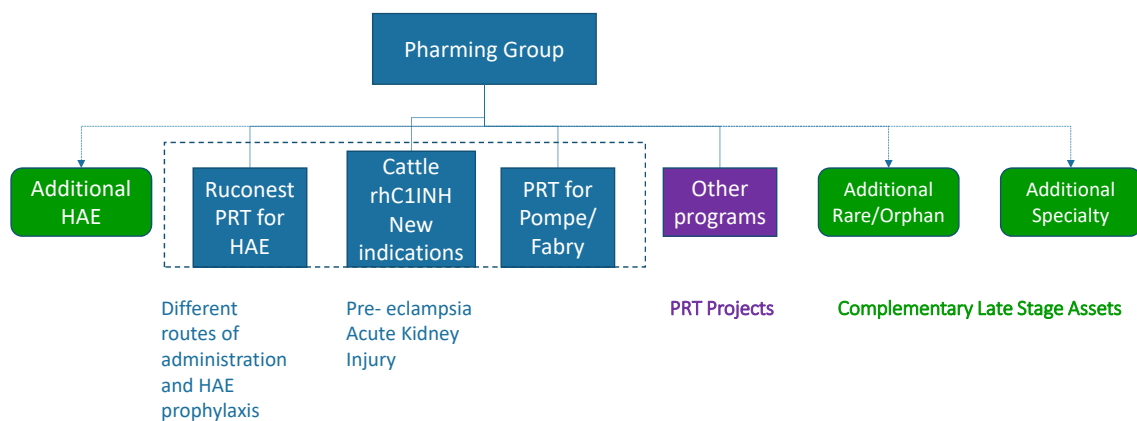 Pharming Group
Additional
HAE
Ruconest
PRT for
HAE
Cattle
rhC1INH
New
indications
PRT for
Pompe/
Fabry
Other
programs
Additional
Rare/Orphan
Additional
Specialty
Different
routes of
administration
and HAE
prophylaxis
Pre- eclampsia
Acute Kidney
Injury
PRT Projects
Complementary Late Stage Assets